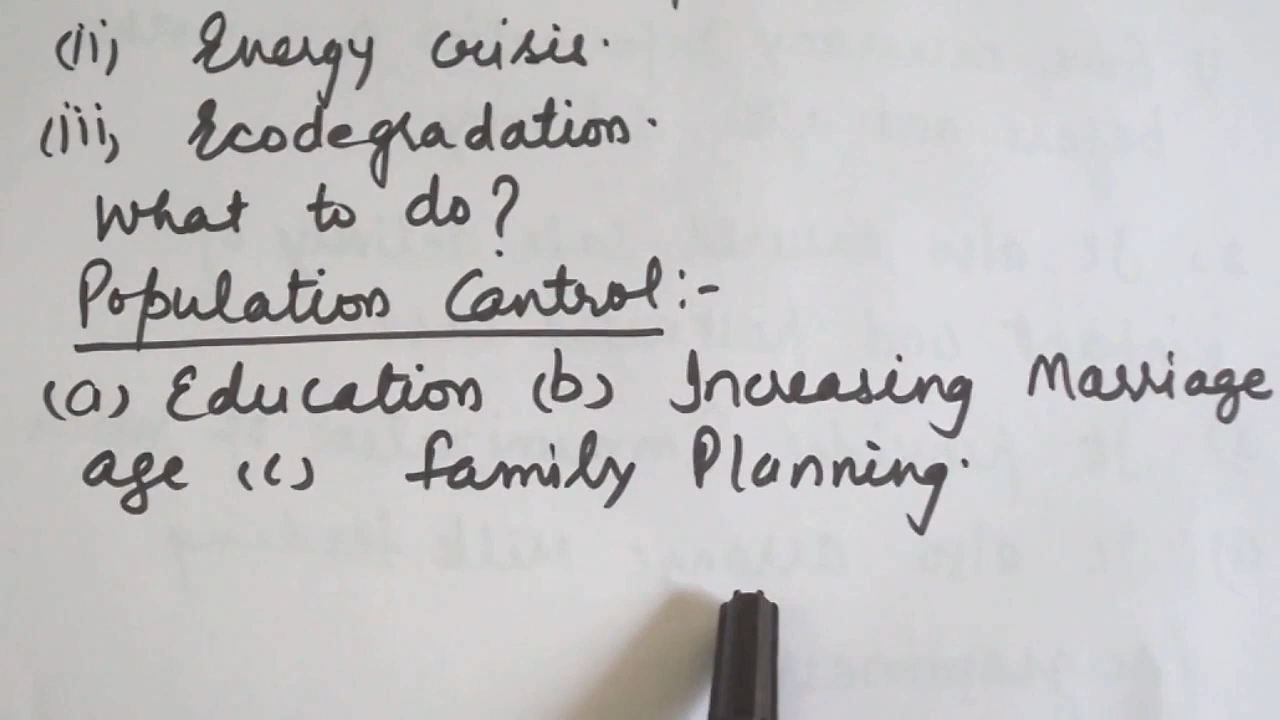 (ii) Energy crisis.
(iii) Ecodegradation.
What to do?
Population Control:-
(a) Education (b) Increasing Marriage
age (c) family Planning.